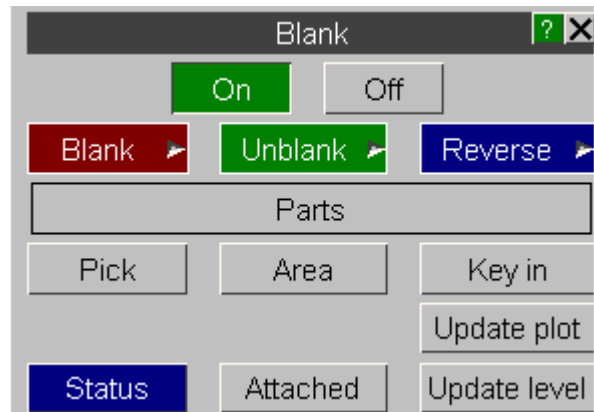 Blank ?
On Off
Blank Unblank Reverse
Parts
Pick Area Key in
Update plot
Status Attached Update level